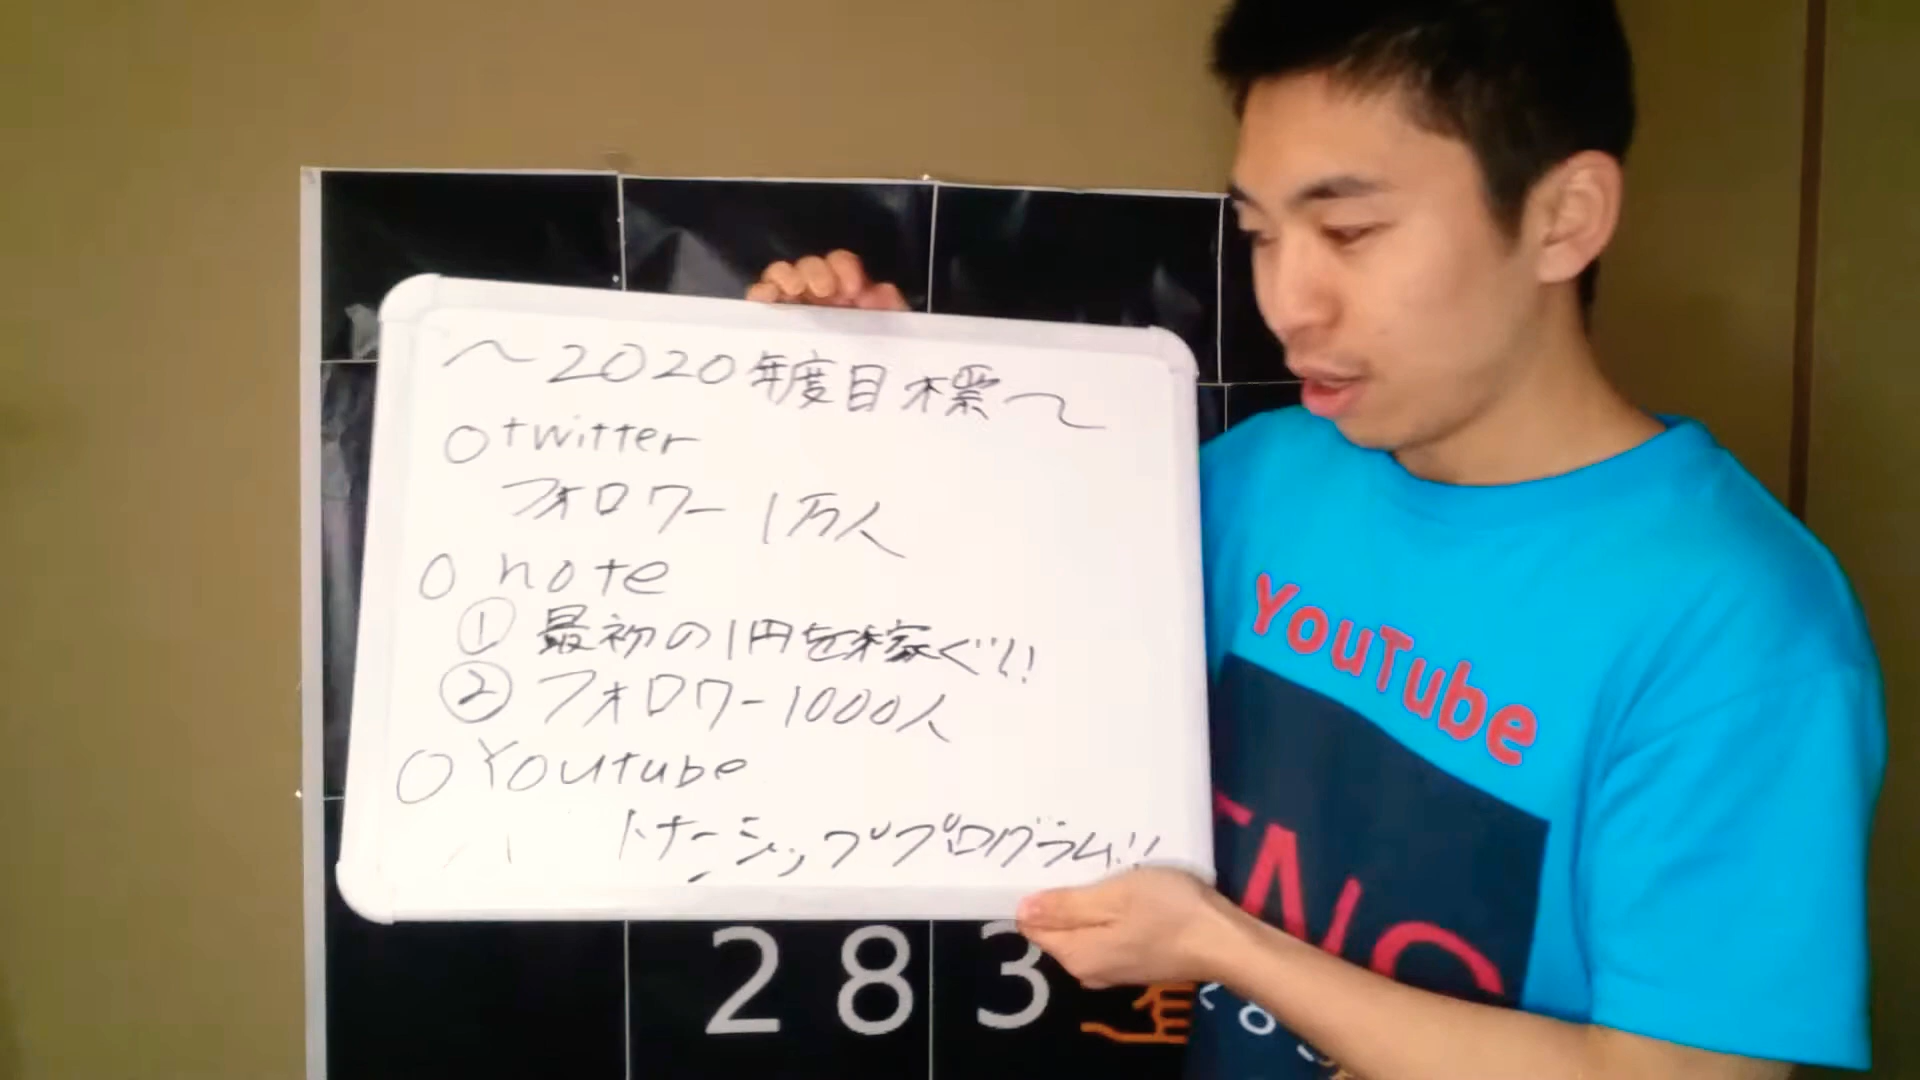 ～2020年度目標～
○twitter
フォロワー 1万人
○note
① 最初の1円を稼ぐ!!
② フォロワー1000人
○Youtube
トナーシッププログラム!!
YouTube
283